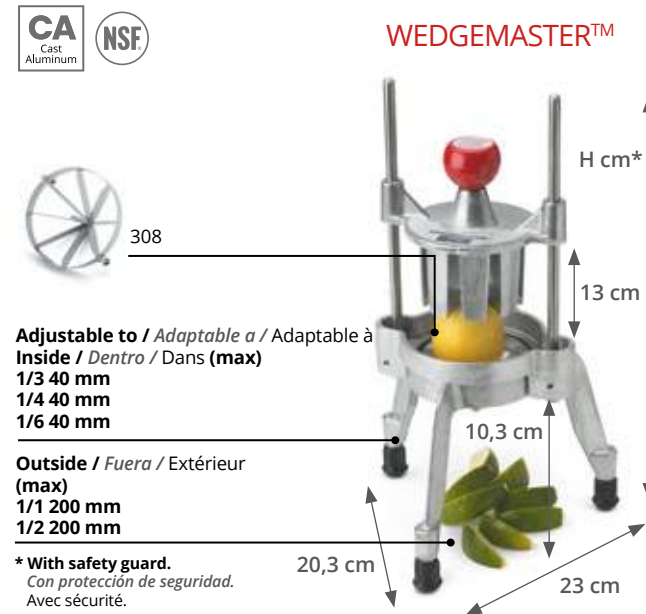 CA
Cast
Aluminum
NSF.
WEDGEMASTER™
H cm*
308
13 cm
Adjustable to / Adaptable a / Adaptable à
Inside / Dentro / Dans (max)
1/3 40 mm
1/4 40 mm
1/6 40 mm
10,3 cm
Outside / Fuera / Extérieur
(max)
1/1 200 mm
1/2 200 mm
* With safety guard.
Con protección de seguridad.
Avec sécurité.
20,3 cm
23 cm